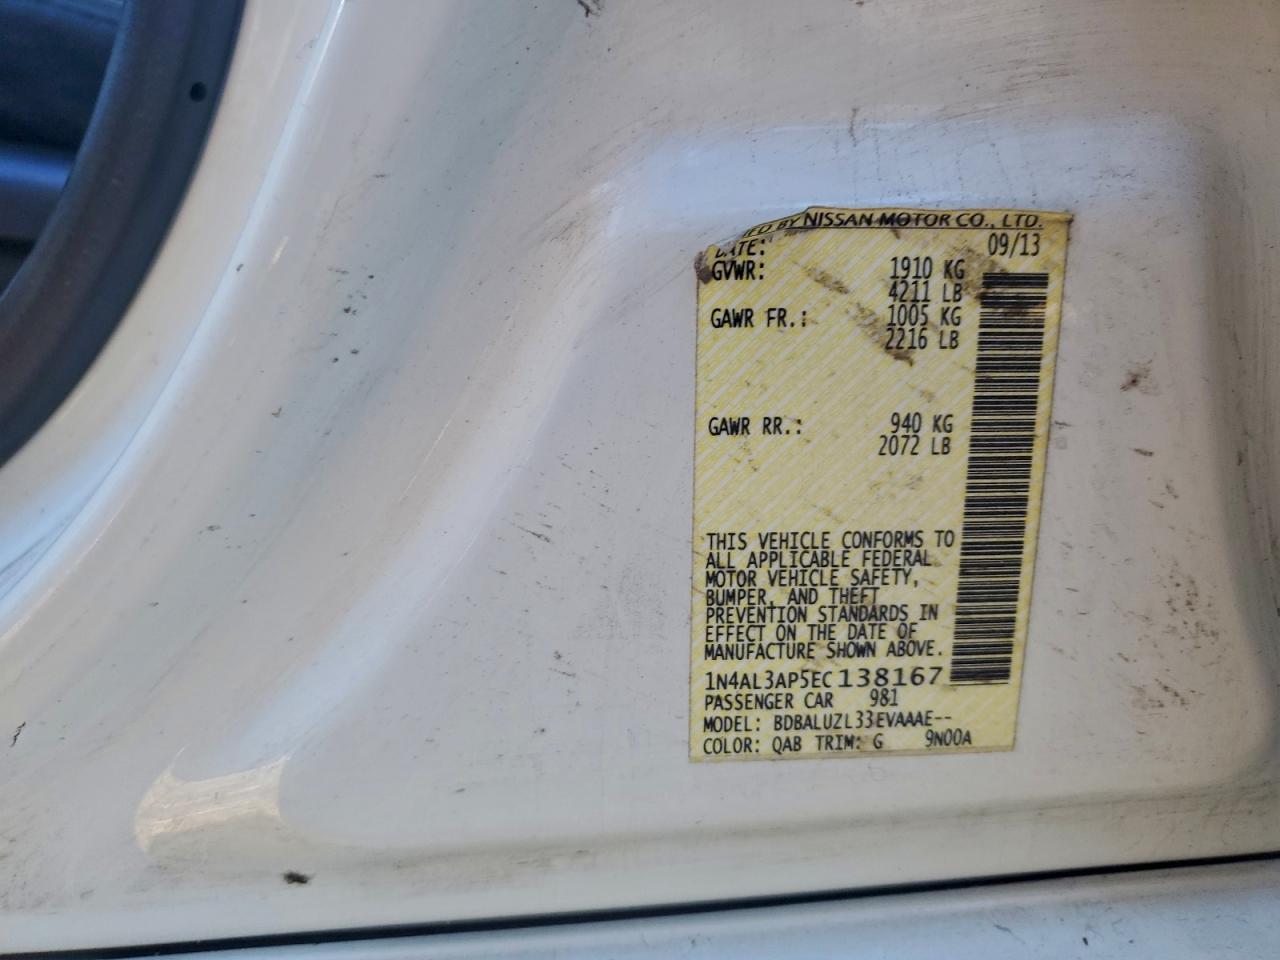 BY NISSAN MOTOR CO., LTD.
DATE: 09/13
GVWR: 1910 KG
4211 LB
GAWR FR.: 1005 KG
2216 LB
GAWR RR.: 940 KG
2072 LB
THIS VEHICLE CONFORMS TO
ALL APPLICABLE FEDERAL
MOTOR VEHICLE SAFETY,
BUMPER, AND THEFT
PREVENTION STANDARDS IN
EFFECT ON THE DATE OF
MANUFACTURE SHOWN ABOVE.
1N4AL3AP5EC138167
PASSENGER CAR 981
MODEL: BDBALUZL33EVAAAE--
COLOR: QAB TRIM: G 9N00A